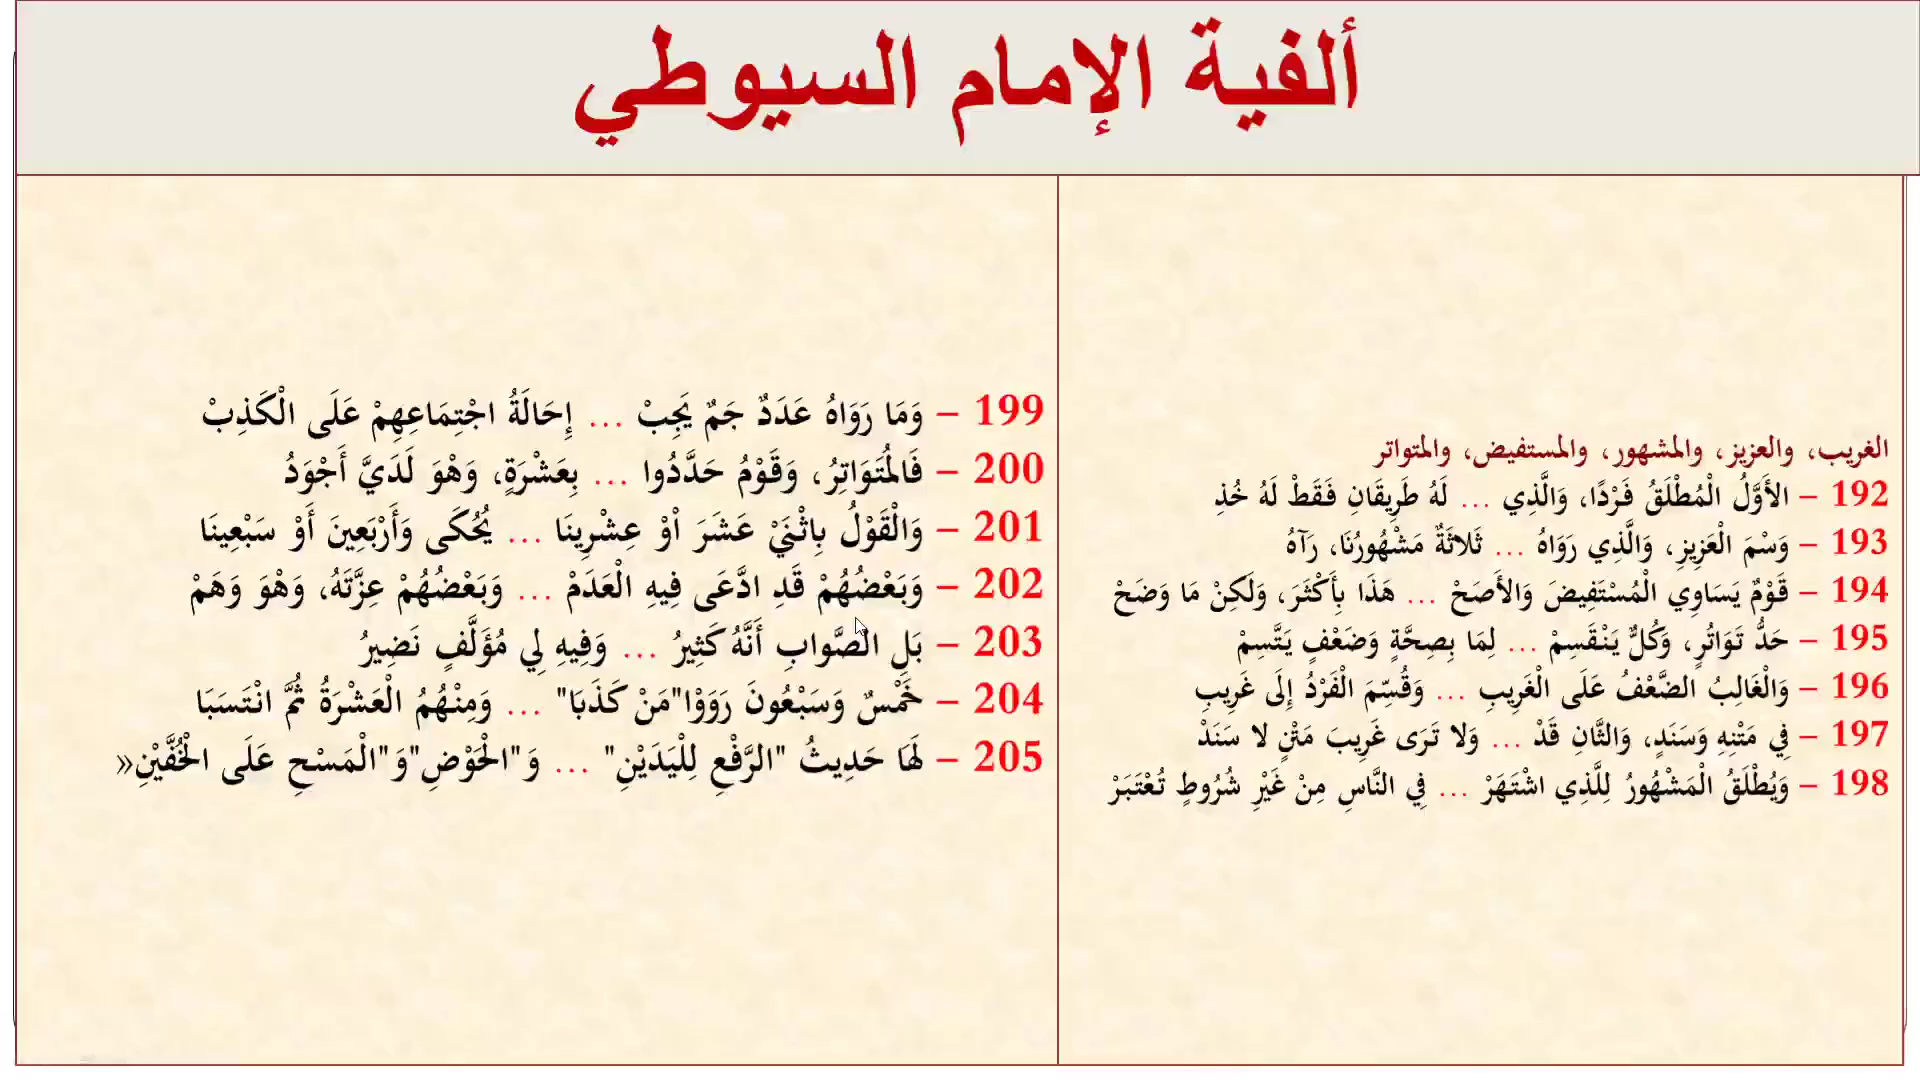 ألفية الإمام السيوطي
الغريب، والعزيز، والمشهور، والمستفيض، والمتواتر
192 – الأَوَّلُ الْمُطْلَقُ فَرْدًا، وَالَّذِي ... لَهُ طَرِيقَانِ فَقَطْ لَهُ خُذِ
193 – وَسْمَ الْعَزِيزِ، وَالَّذِي رَوَاهُ ... ثَلاثَةٌ مَشْهُورُنَا، رَآهُ
194 – قَوْمٌ يَسَاوِي الْمُسْتَفِيضَ وَالأَصَحْ ... هَذَا بِأَكْثَرَ، وَلَكِنْ مَا وَضَحْ
195 – حَدُّ تَوَاتُرٍ، وَكُلٌّ يَنْقَسِمْ ... لِمَا بِصِحَّةٍ وَضَعْفٍ يَتَّسِمْ
196 – وَالْغَالِبُ الضَّعْفُ عَلَى الْغَرِيبِ ... وَقُسِّمَ الْفَرْدُ إِلَى غَرِيبِ
197 – فِي مَتْنِهِ وَسَنَدٍ، وَالثَّانِ قَدْ ... وَلا تَرَى غَرِيبَ مَتْنٍ لا سَنَدْ
198 – وَيُطْلَقُ الْمَشْهُورُ لِلَّذِي اشْتَهَرْ ... فِي النَّاسِ مِنْ غَيْرِ شُرُوطٍ تُعْتَبَرْ
199 – وَمَا رَوَاهُ عَدَدٌ جَمٌ يَجِبْ ... إِحَالَةُ اجْتِمَاعِهِمْ عَلَى الْكَذِبْ
200 – فَالْمُتَوَاتِرُ، وَقَوْمُ حَدَّدُوا ... بِعَشْرَةٍ، وَهْوَ لَدَيَّ أَجْوَدُ
201 – وَالْقَوْلُ بِاثْنَيْ عَشَرَ اْوْ عِشْرِينَا ... يُحْكَى وَأَرْبَعِينَ أَوْ سَبْعِينَا
202 – وَبَعْضُهُمْ قَدِ ادَّعَى فِيهِ الْعَدَمْ ... وَبَعْضُهُمْ عِزَّتَهُ، وَهْوَ وَهَمْ
203 – بَلِ الصَّوابِ أَنَّهُ كَثِيرُ ... وَفِيهِ لِي مُؤَلَّفٍ نَضِيرُ
204 – خَمْسٌ وَسَبْعُونَ رَوَوْا"مَنْ كَذَبَا" ... وَمِنْهُمُ الْعَشْرَةُ ثُمَّ انْتَسَبَا
205 – لَهَا حَدِيثُ "الرَّفْعِ لِلْيَدَيْنِ" ... وَ"الْحَوْضِ"وَ"الْمَسْحِ عَلَى الْخُفَّيْنِ«